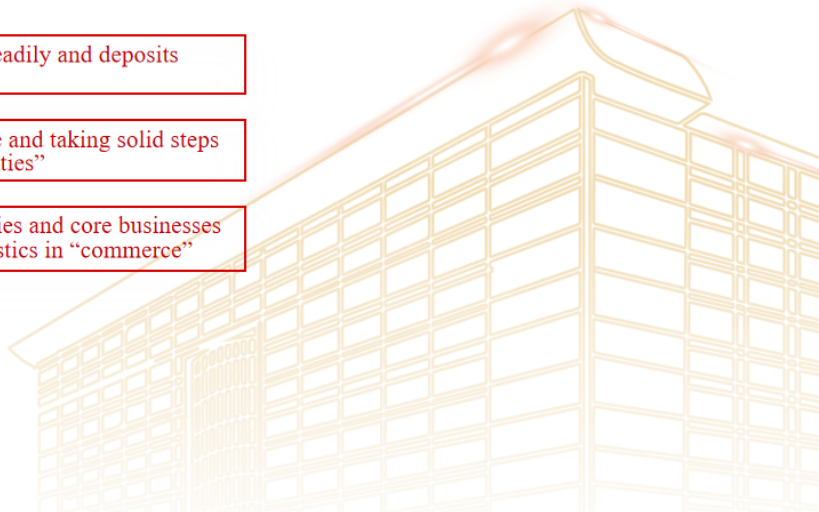 eadily and deposits
and taking solid steps
ties”
ies and core businesses
stics in “commerce”